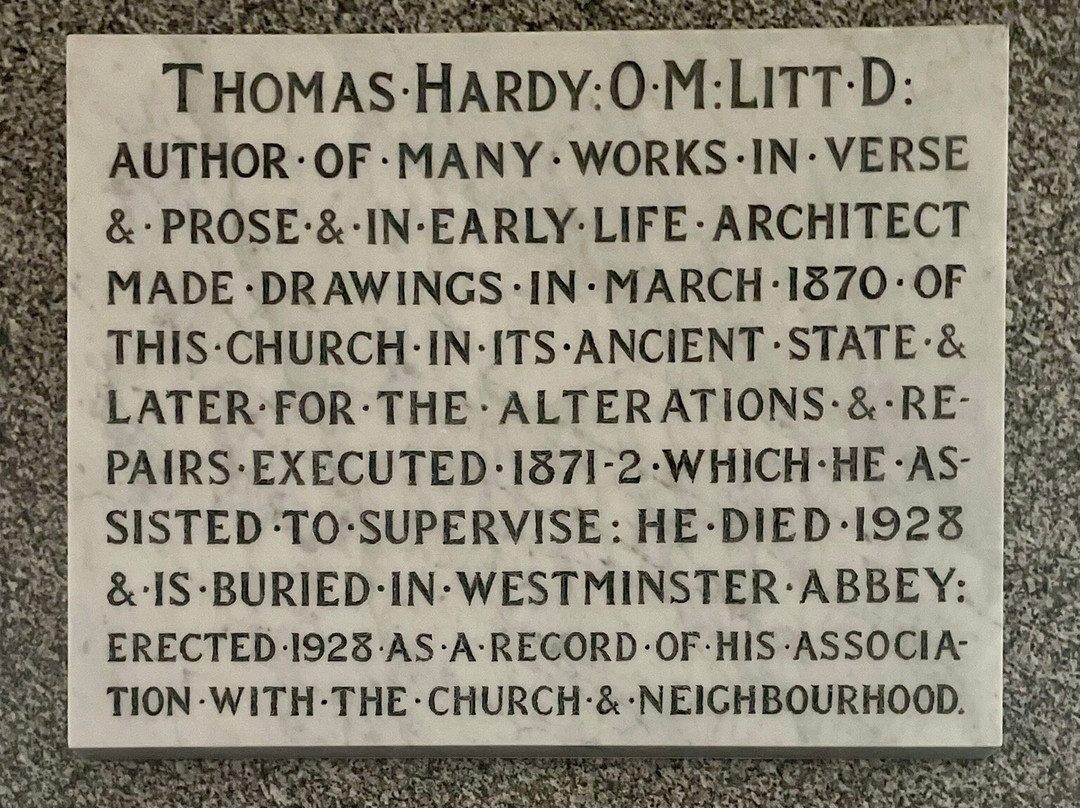 THOMAS·HARDY:O·M:LITT·D:
AUTHOR·OF·MANY·WORKS·IN·VERSE
&·PROSE·&·IN·EARLY·LIFE·ARCHITECT
MADE·DRAWINGS·IN·MARCH·1870·OF
THIS·CHURCH·IN·ITS·ANCIENT·STATE·&
LATER·FOR·THE·ALTERATIONS·&·RE-
PAIRS·EXECUTED·1871-2·WHICH·HE·AS-
SISTED·TO·SUPERVISE: HE·DIED·1928
&·IS·BURIED·IN·WESTMINSTER·ABBEY:
ERECTED·1928·AS·A·RECORD·OF·HIS·ASSOCIA-
TION·WITH·THE·CHURCH·&·NEIGHBOURHOOD.